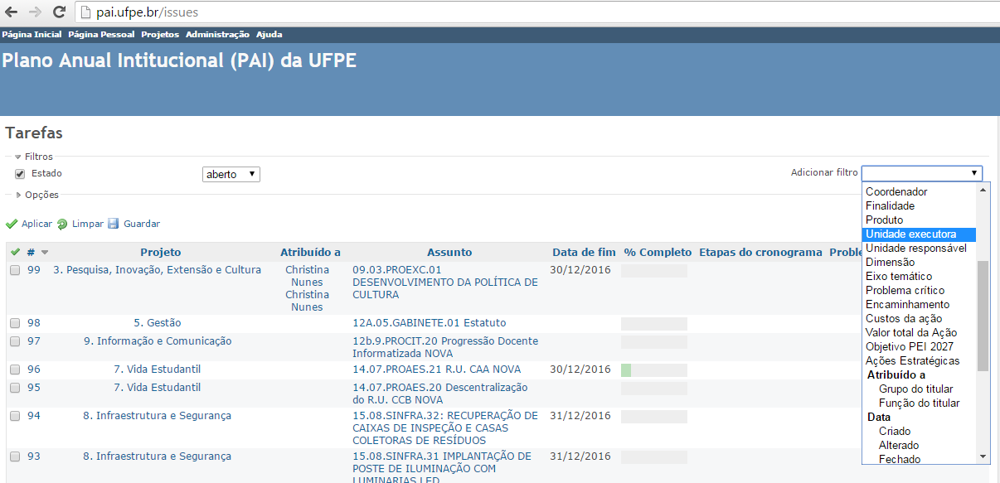 pai.ufpe.br/issues
Página Inicial Página Pessoal Projetos Administração Ajuda
Plano Anual Intitucional (PAI) da UFPE
Tarefas
Filtros
Estado aberto Adicionar filtro
Opções
Aplicar Limpar Guardar
# Projeto Atribuído a Assunto Data de fim % Completo Etapas do cronograma Proble
99 3. Pesquisa, Inovação, Extensão e Cultura Christina 09.03.PROEXC.01 30/12/2016
Nunes DESENVOLVIMENTO DA POLÍTICA DE
Christina CULTURA
Nunes
98 5. Gestão 12A.05.GABINETE.01 Estatuto
97 9. Informação e Comunicação 12b.9.PROCIT.20 Progressão Docente
Informatizada NOVA
96 7. Vida Estudantil 14.07.PROAES.21 R.U. CAA NOVA 30/12/2016
95 7. Vida Estudantil 14.07.PROAES.20 Descentralização
do R.U. CCB NOVA
94 8. Infraestrutura e Segurança 15.08.SINFRA.32: RECUPERAÇÃO DE 31/12/2016
CAIXAS DE INSPEÇÃO E CASAS
COLETORAS DE RESÍDUOS
93 8. Infraestrutura e Segurança 15.08.SINFRA.31 IMPLANTAÇÃO DE 31/12/2016
POSTE DE ILUMINAÇÃO COM
LUMINARIAS LED
Coordenador
Finalidade
Produto
Unidade executora
Unidade responsável
Dimensão
Eixo temático
Problema crítico
Encaminhamento
Custos da ação
Valor total da Ação
Objetivo PEI 2027
Ações Estratégicas
Atribuído a
Grupo do titular
Função do titular
Data
Criado
Alterado
Fechado